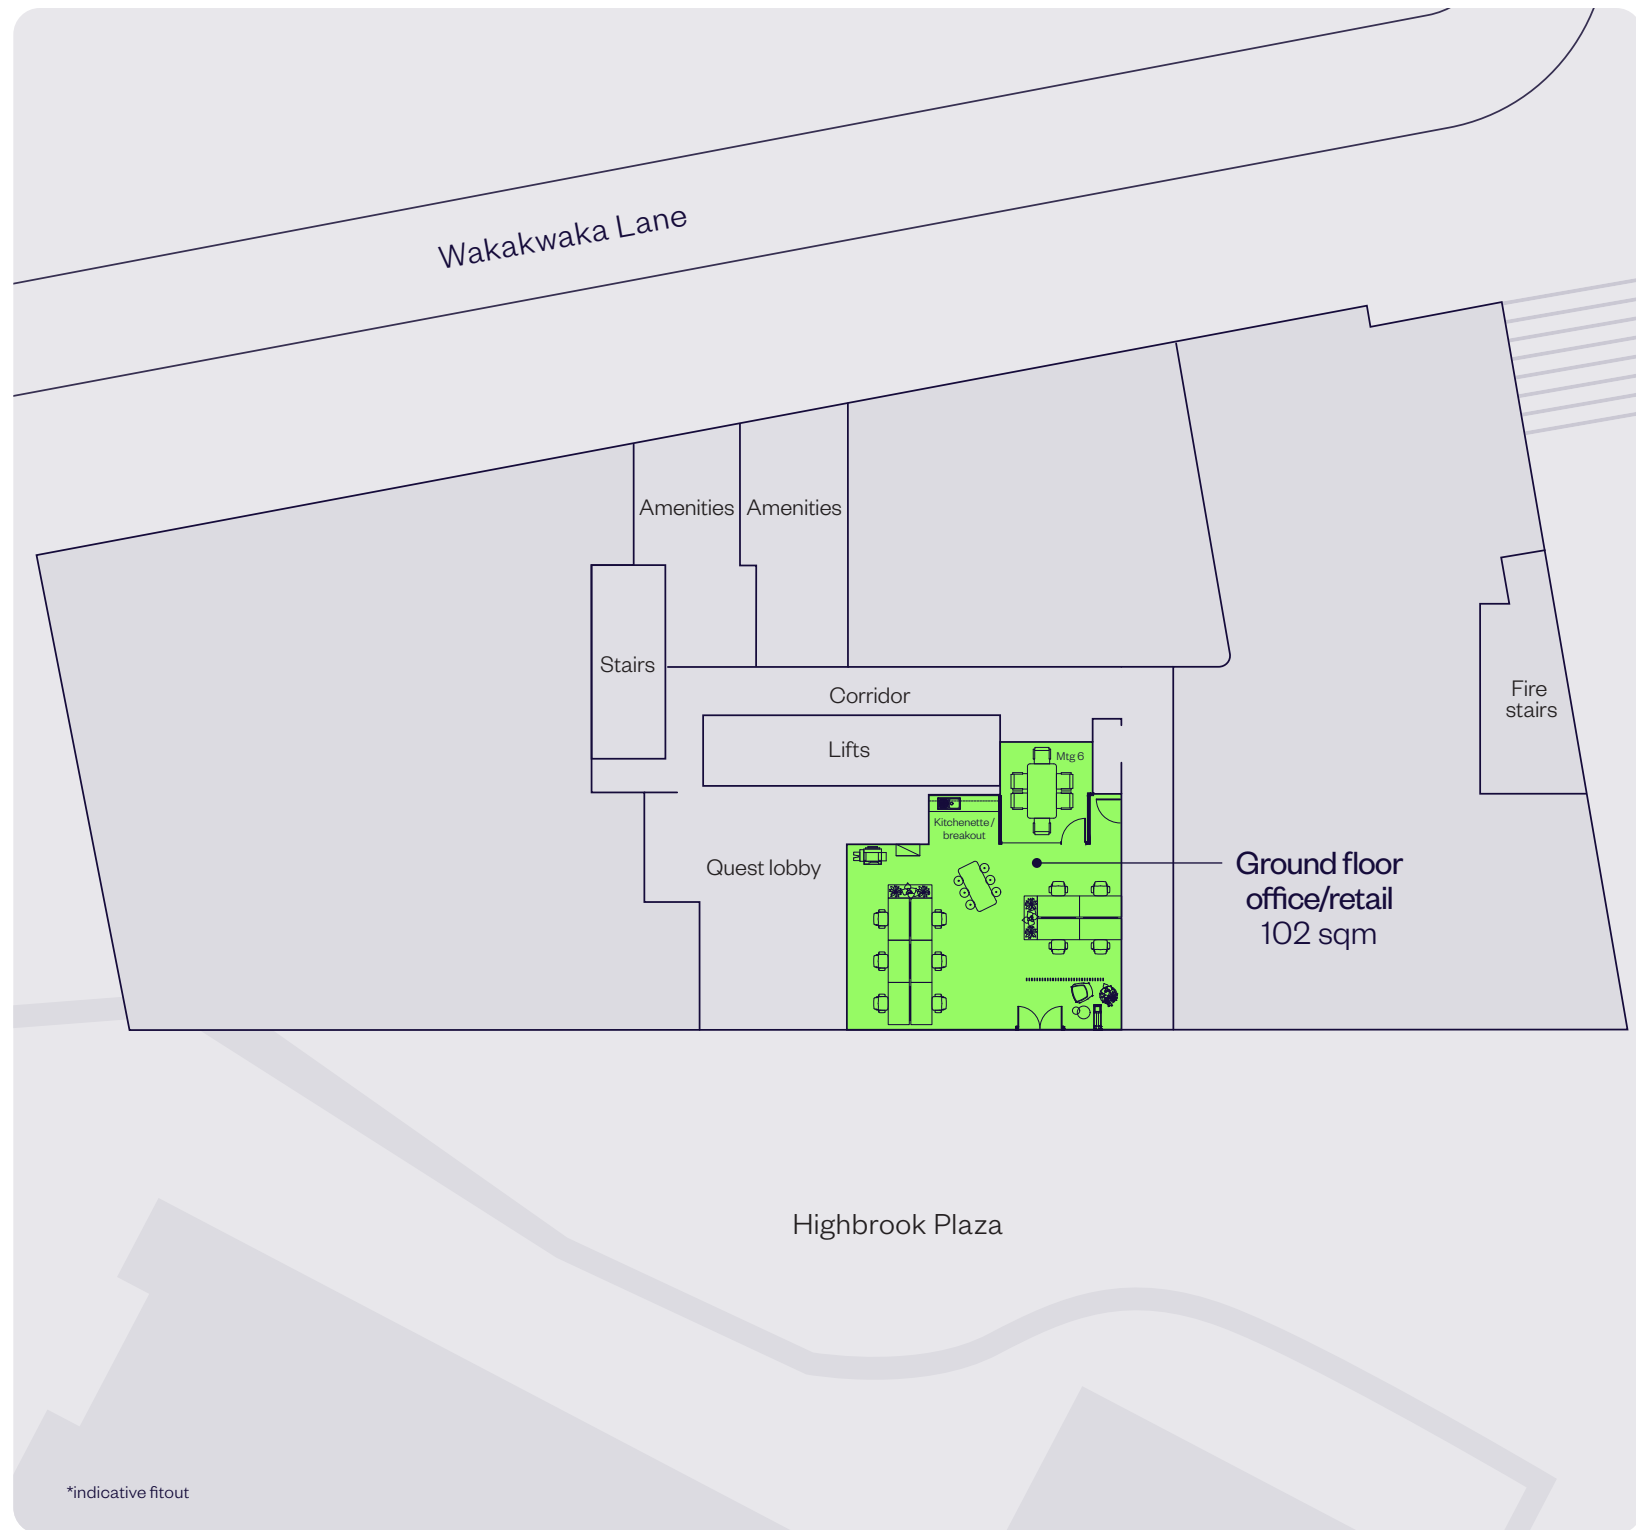 Wakakwaka Lane
Amenities
Amenities
Stairs
Corridor
Lifts
Mtg 6
Fire
stairs
Kitchenette /
breakout
Quest lobby
Ground floor
office/retail
102 sqm
Highbrook Plaza
*indicative fitout